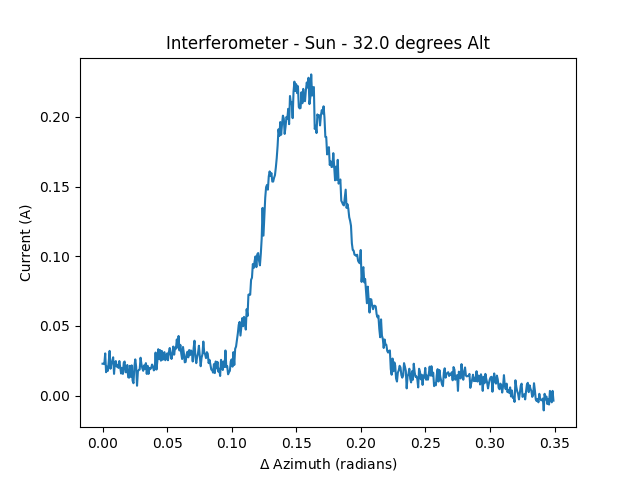 Interferometer - Sun - 32.0 degrees Alt
Current (A)
0.20
0.15
0.10
0.05
0.00
0.00 0.05 0.10 0.15 0.20 0.25 0.30 0.35
Δ Azimuth (radians)